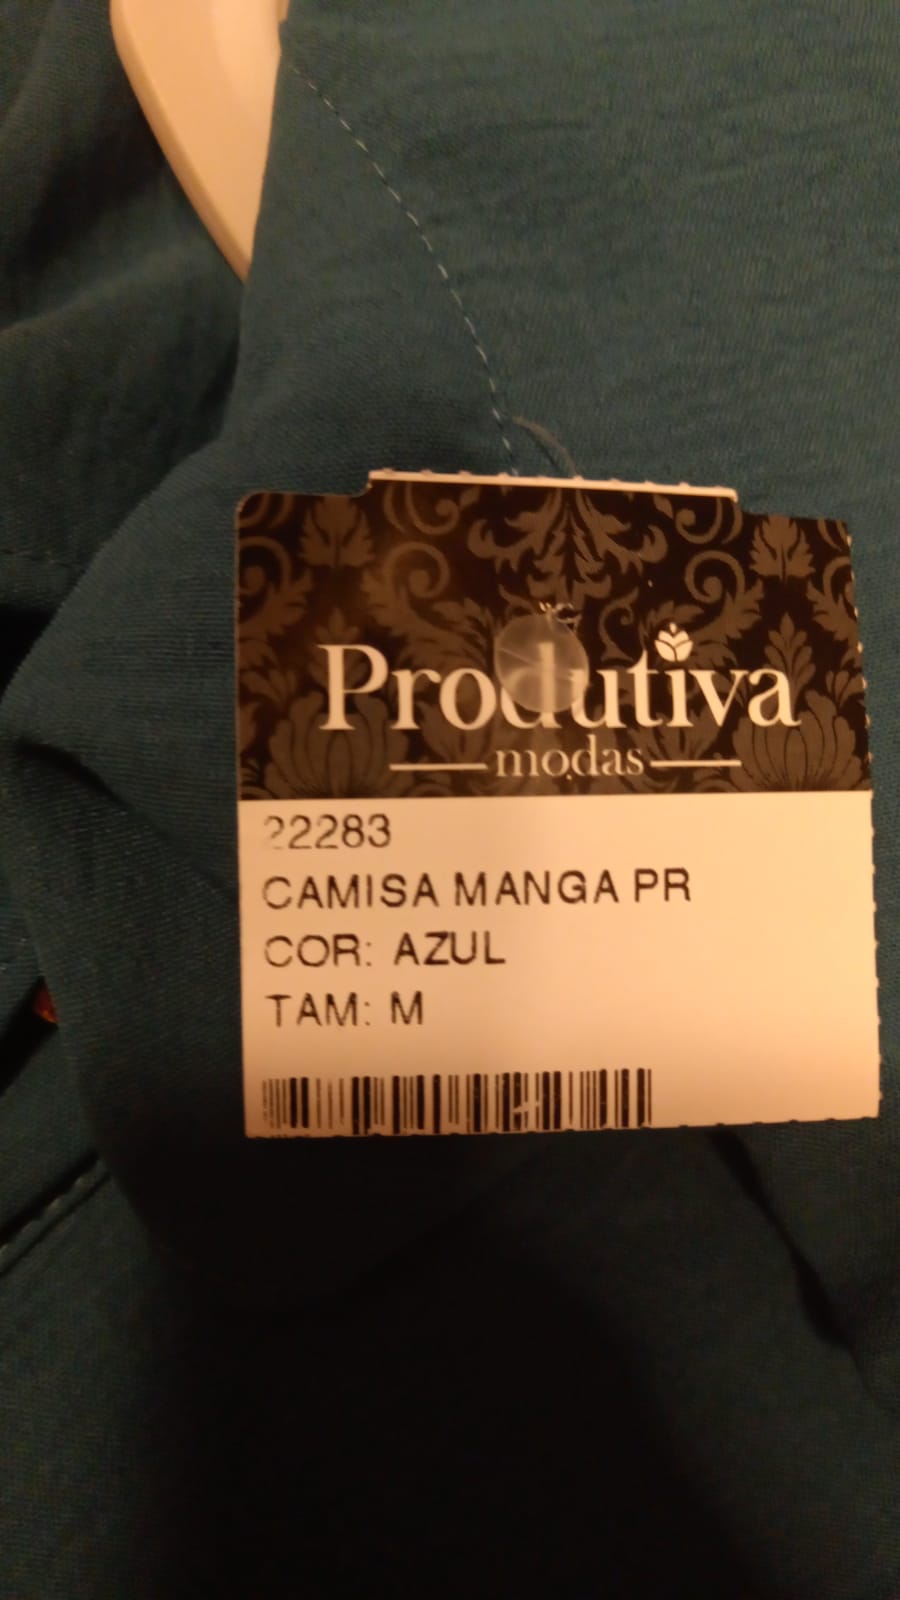 Produtiva
modas
22283
CAMISA MANGA PR
COR: AZUL
TAM: M